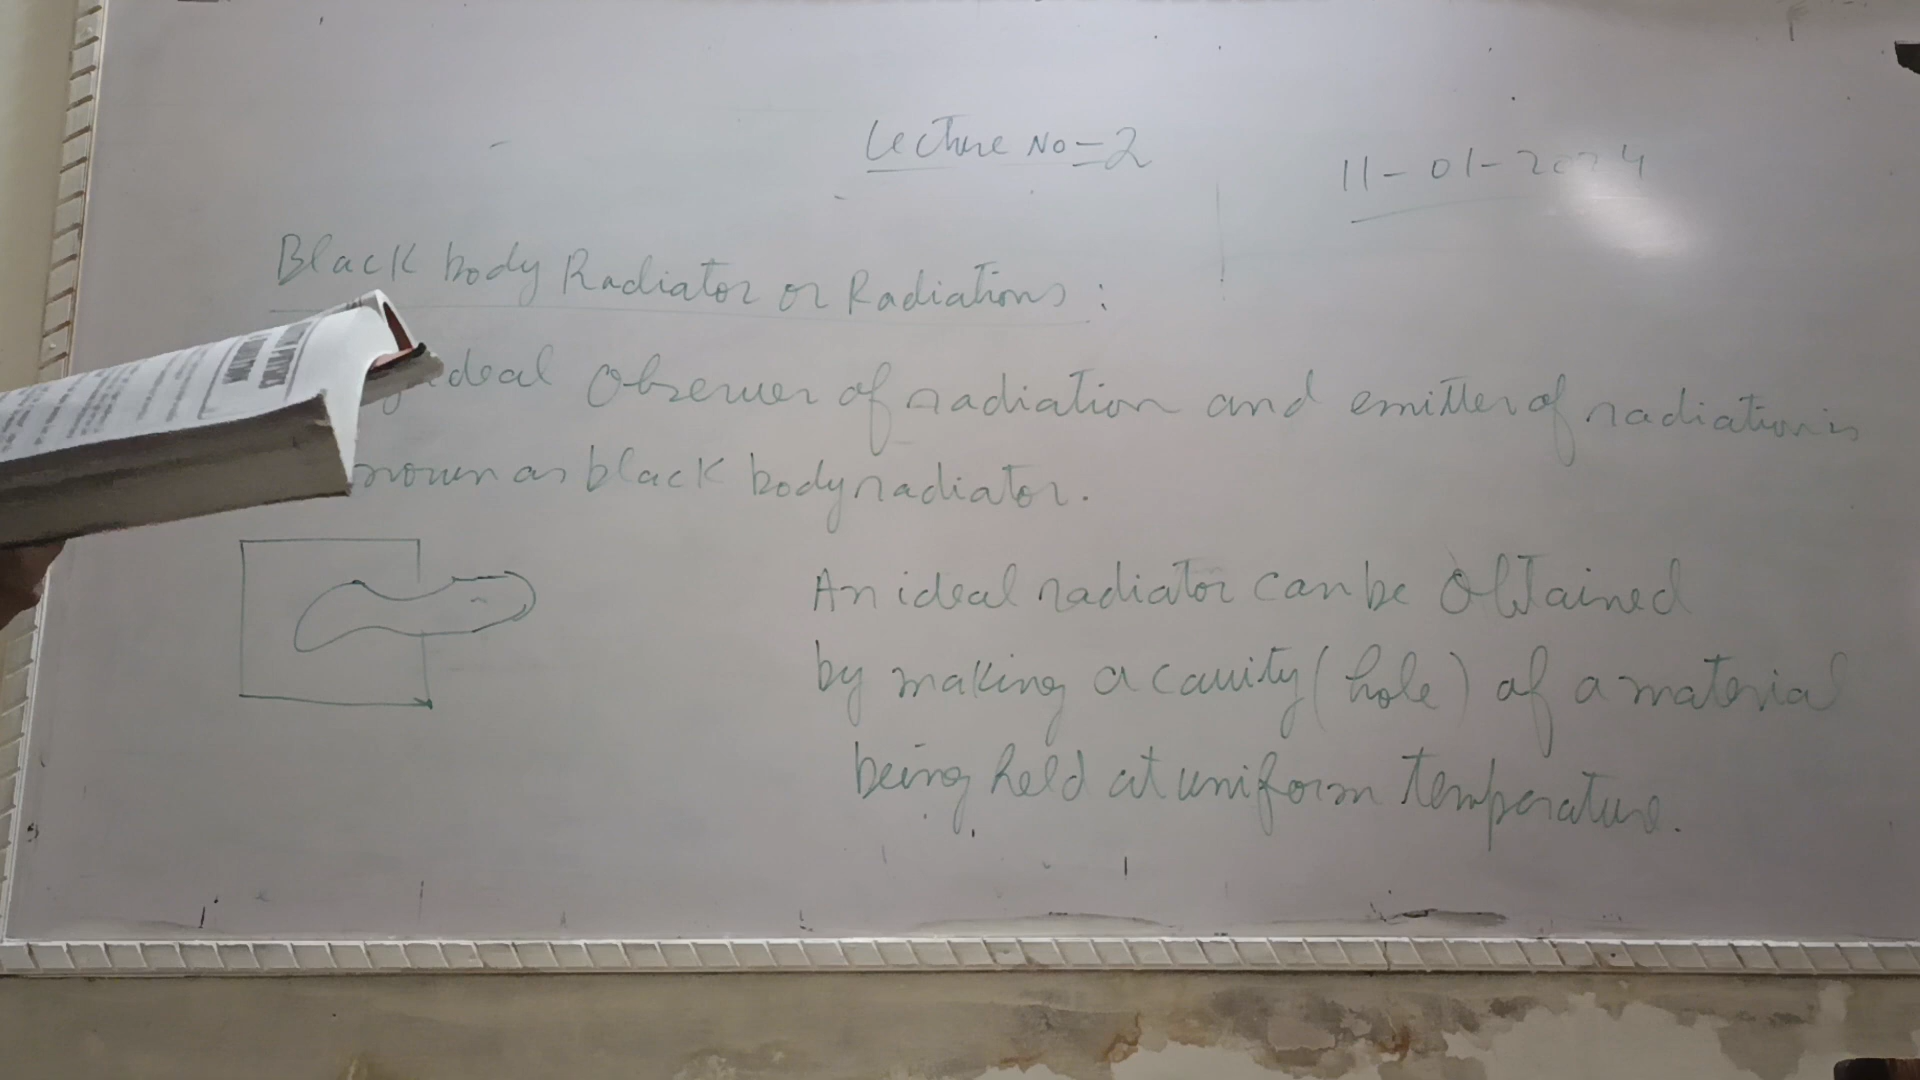 Lecture No=2
11-01-2024
Black body Radiator or Radiations:
ideal observer of radiation and emitter of radiation is
nown as black body radiator.
An ideal radiator can be obtained
by making a cavity (hole) of a material
being held at uniform temperature.